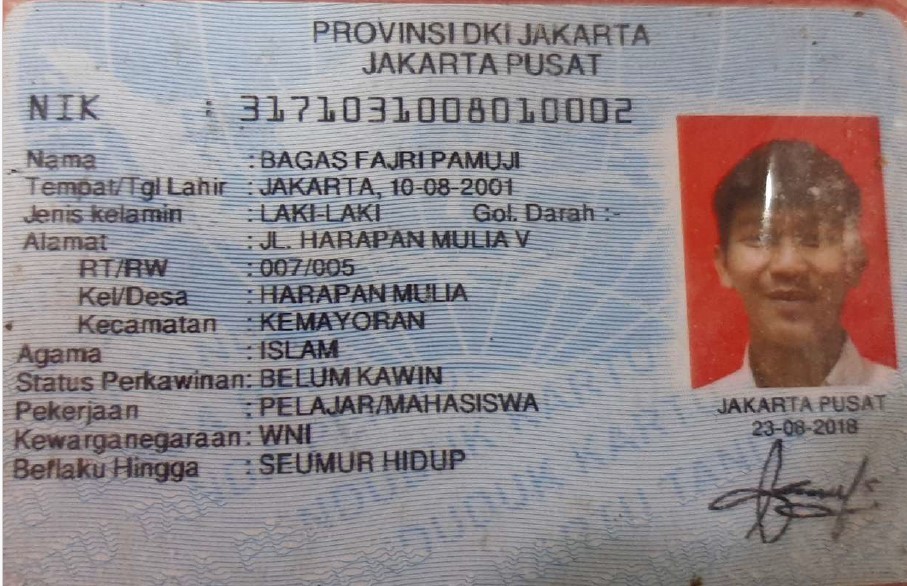 PROVINSI DKI JAKARTA
JAKARTA PUSAT
NIK : 3171031008010002
Nama : BAGAS FAJRI PAMUJI
Tempat/Tgl Lahir : JAKARTA, 10-08-2001
Jenis kelamin : LAKI-LAKI Gol. Darah :-
Alamat : JL. HARAPAN MULIA V
RT/RW : 007/005
Kel/Desa : HARAPAN MULIA
Kecamatan : KEMAYORAN
Agama : ISLAM
Status Perkawinan: BELUM KAWIN
Pekerjaan : PELAJAR/MAHASISWA
Kewarganegaraan: WNI
Berlaku Hingga : SEUMUR HIDUP
JAKARTA PUSAT
23-08-2018